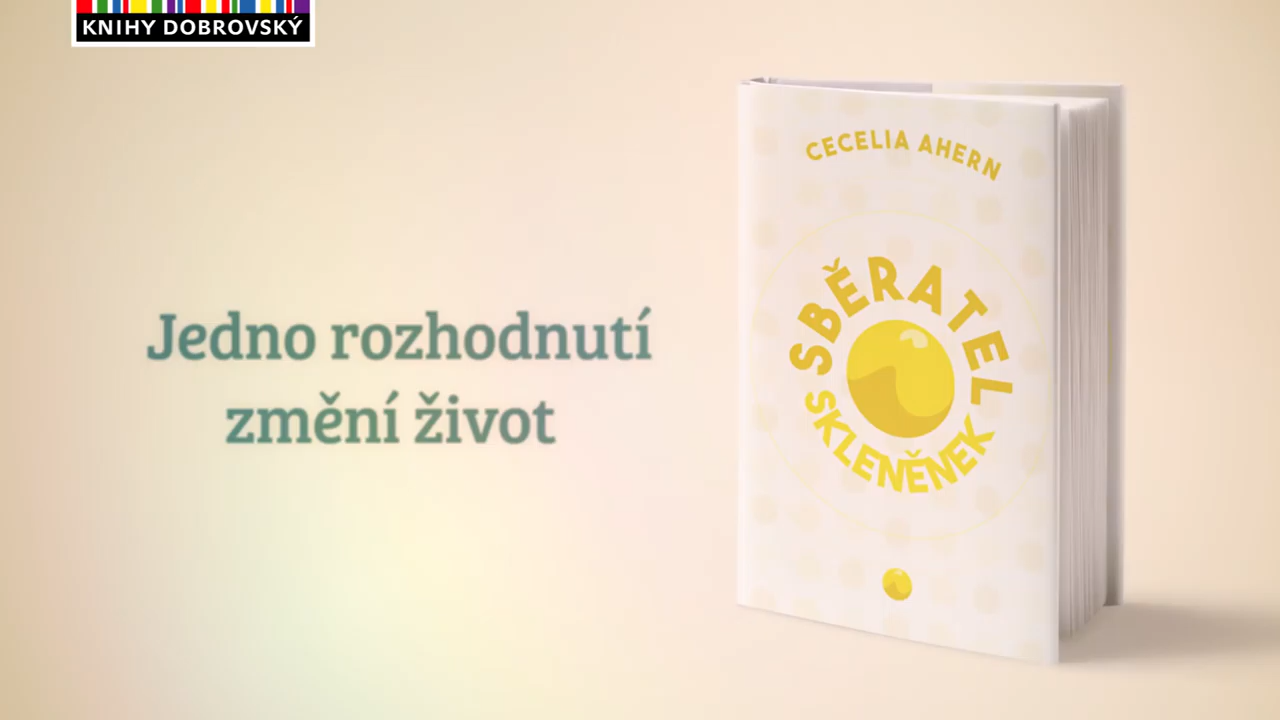 KNIHY DOBROVSKÝ
Jedno rozhodnutí
změní život
CECELIA AHERN
SBĚRATEL
SKLENĚNEK